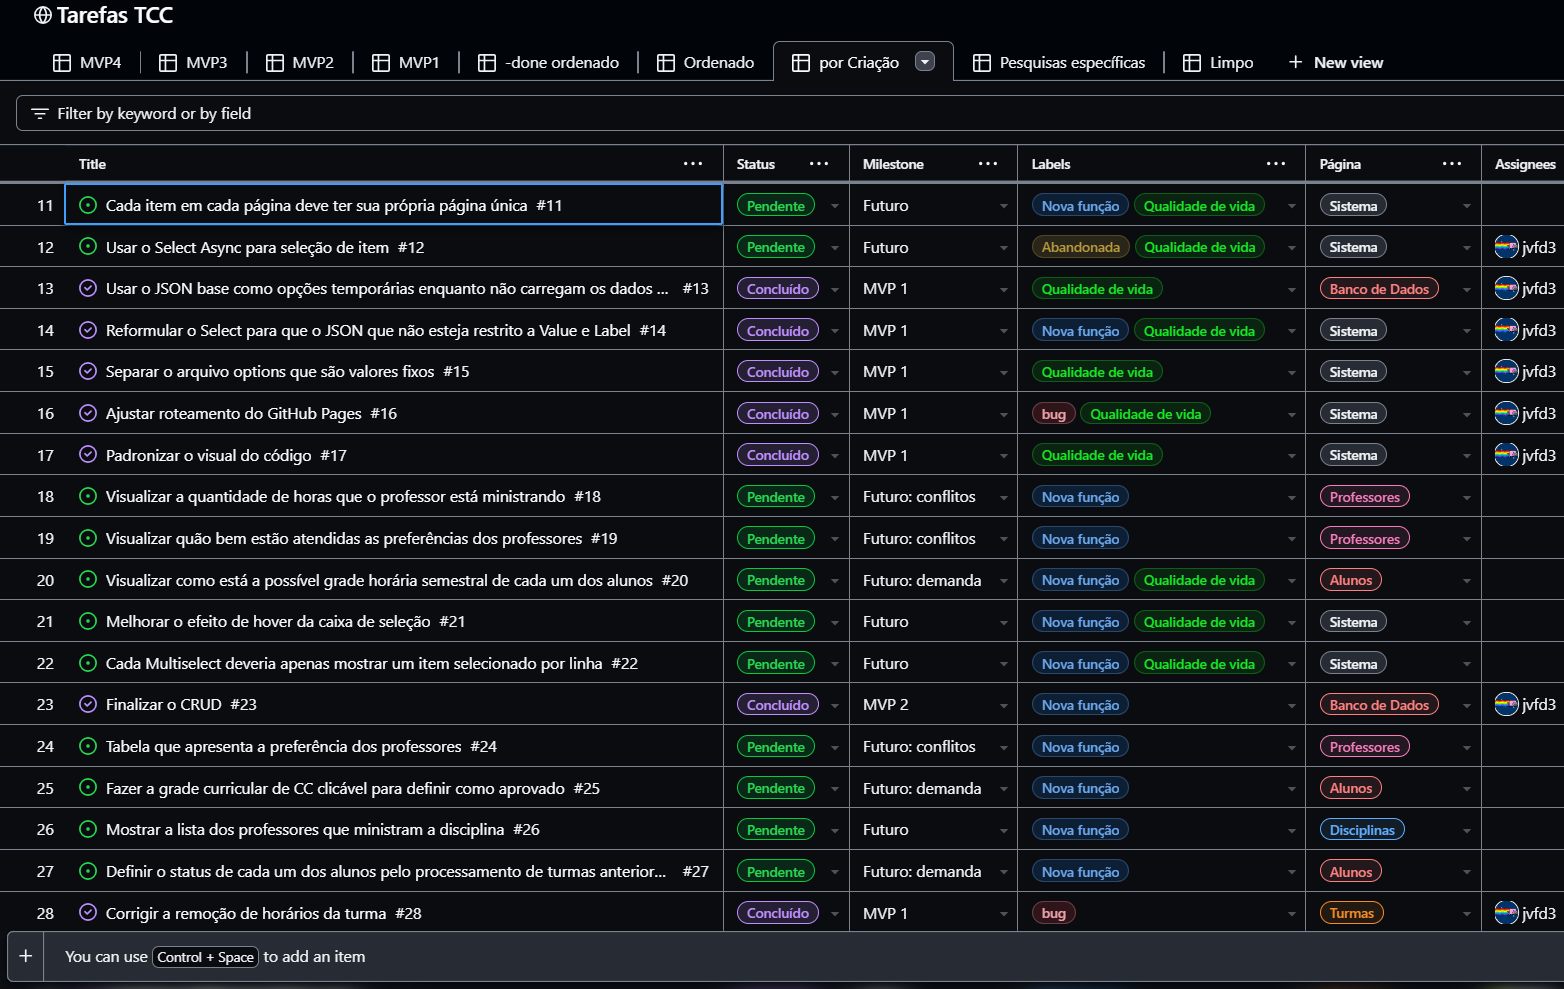 Tarefas TCC
MVP4 MVP3 MVP2 MVP1 -done ordenado Ordenado por Criação Pesquisas específicas Limpo + New view
Filter by keyword or by field
Title ... Status ... Milestone ... Labels ... Página ... Assignees
11 Cada item em cada página deve ter sua própria página única #11 Pendente Futuro Nova função Qualidade de vida Sistema
12 Usar o Select Async para seleção de item #12 Pendente Futuro Abandonada Qualidade de vida Sistema jvfd3
13 Usar o JSON base como opções temporárias enquanto não carregam os dados ... #13 Concluído MVP 1 Qualidade de vida Banco de Dados jvfd3
14 Reformular o Select para que o JSON que não esteja restrito a Value e Label #14 Concluído MVP 1 Nova função Qualidade de vida Sistema jvfd3
15 Separar o arquivo options que são valores fixos #15 Concluído MVP 1 Qualidade de vida Sistema jvfd3
16 Ajustar roteamento do GitHub Pages #16 Concluído MVP 1 bug Qualidade de vida Sistema jvfd3
17 Padronizar o visual do código #17 Concluído MVP 1 Qualidade de vida Sistema jvfd3
18 Visualizar a quantidade de horas que o professor está ministrando #18 Pendente Futuro: conflitos Nova função Professores
19 Visualizar quão bem estão atendidas as preferências dos professores #19 Pendente Futuro: conflitos Nova função Professores
20 Visualizar como está a possível grade horária semestral de cada um dos alunos #20 Pendente Futuro: demanda Nova função Qualidade de vida Alunos
21 Melhorar o efeito de hover da caixa de seleção #21 Pendente Futuro Nova função Qualidade de vida Sistema
22 Cada Multiselect deveria apenas mostrar um item selecionado por linha #22 Pendente Futuro Nova função Qualidade de vida Sistema
23 Finalizar o CRUD #23 Concluído MVP 2 Nova função Banco de Dados jvfd3
24 Tabela que apresenta a preferência dos professores #24 Pendente Futuro: conflitos Nova função Professores
25 Fazer a grade curricular de CC clicável para definir como aprovado #25 Pendente Futuro: demanda Nova função Alunos
26 Mostrar a lista dos professores que ministram a disciplina #26 Pendente Futuro Nova função Disciplinas
27 Definir o status de cada um dos alunos pelo processamento de turmas anterior... #27 Pendente Futuro: demanda Nova função Alunos
28 Corrigir a remoção de horários da turma #28 Concluído MVP 1 bug Turmas jvfd3
+ You can use Control + Space to add an item